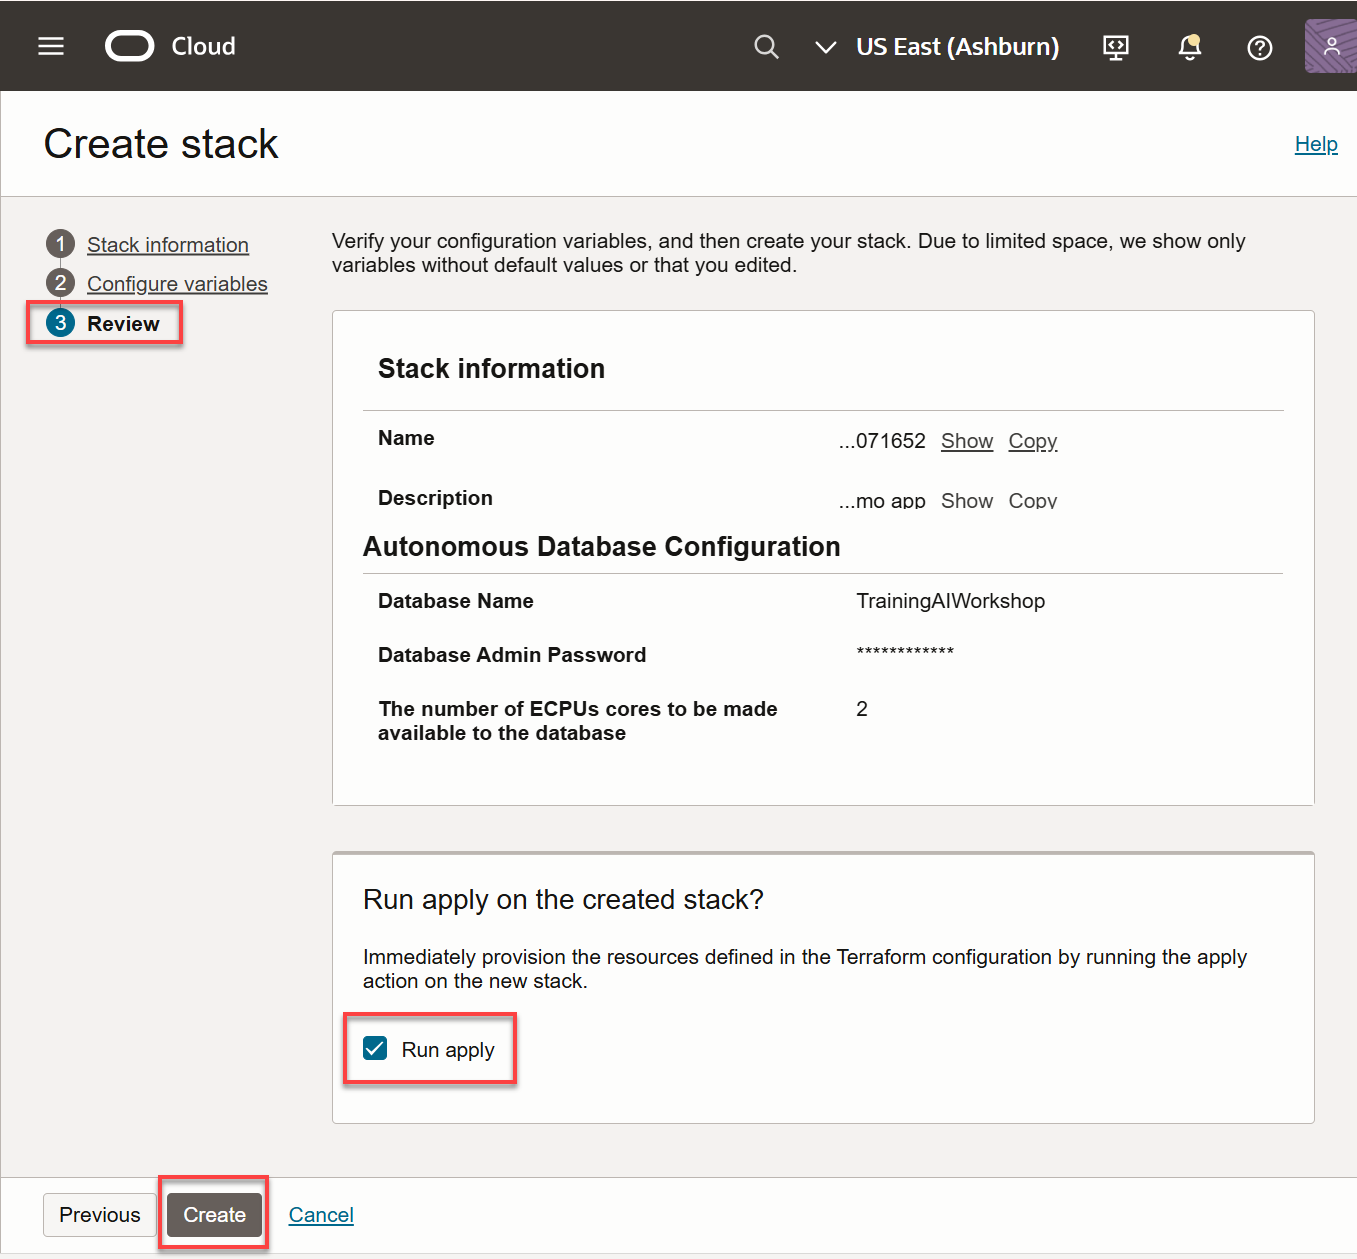 Cloud
US East (Ashburn)
Create stack
Help
1 Stack information
2 Configure variables
3 Review
Verify your configuration variables, and then create your stack. Due to limited space, we show only
variables without default values or that you edited.
Stack information
Name ...071652 Show Copy
Description ...mo app Show Copy
Autonomous Database Configuration
Database Name TrainingAIWorkshop
Database Admin Password ************
The number of ECPUs cores to be made 2
available to the database
Run apply on the created stack?
Immediately provision the resources defined in the Terraform configuration by running the apply
action on the new stack.
Run apply
Previous Create Cancel